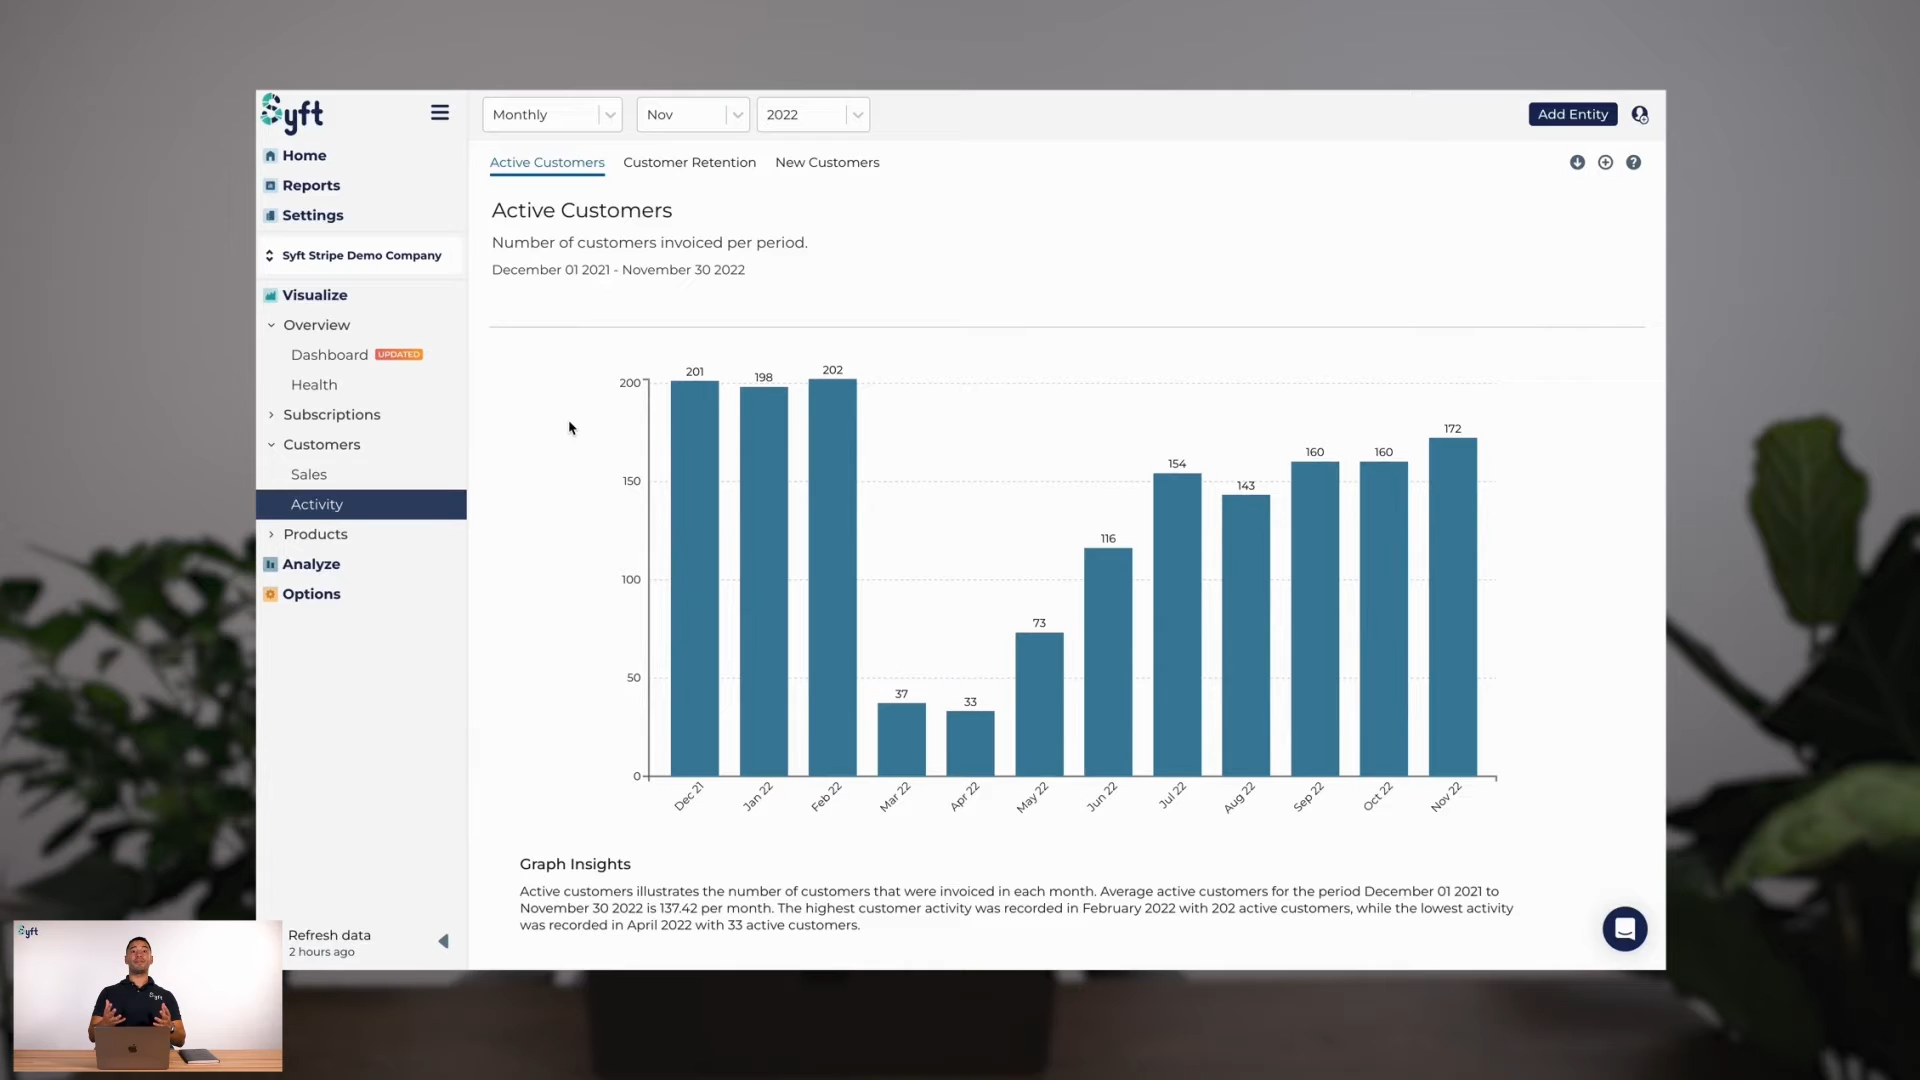 Syft
Monthly
Nov
2022
Add Entity
Home
Reports
Settings
Syft Stripe Demo Company
Visualize
Overview
Dashboard UPDATED
Health
Subscriptions
Customers
Sales
Activity
Products
Analyze
Options
Refresh data
2 hours ago
Active Customers
Customer Retention
New Customers
Active Customers
Number of customers invoiced per period.
December 01 2021 - November 30 2022
200
150
100
50
0
201
198
202
37
33
73
116
154
143
160
160
172
Dec 21
Jan 22
Feb 22
Mar 22
Apr 22
May 22
Jun 22
Jul 22
Aug 22
Sep 22
Oct 22
Nov 22
Graph Insights
Active customers illustrates the number of customers that were invoiced in each month. Average active customers for the period December 01 2021 to
November 30 2022 is 137.42 per month. The highest customer activity was recorded in February 2022 with 202 active customers, while the lowest activity
was recorded in April 2022 with 33 active customers.
Syft
Syft